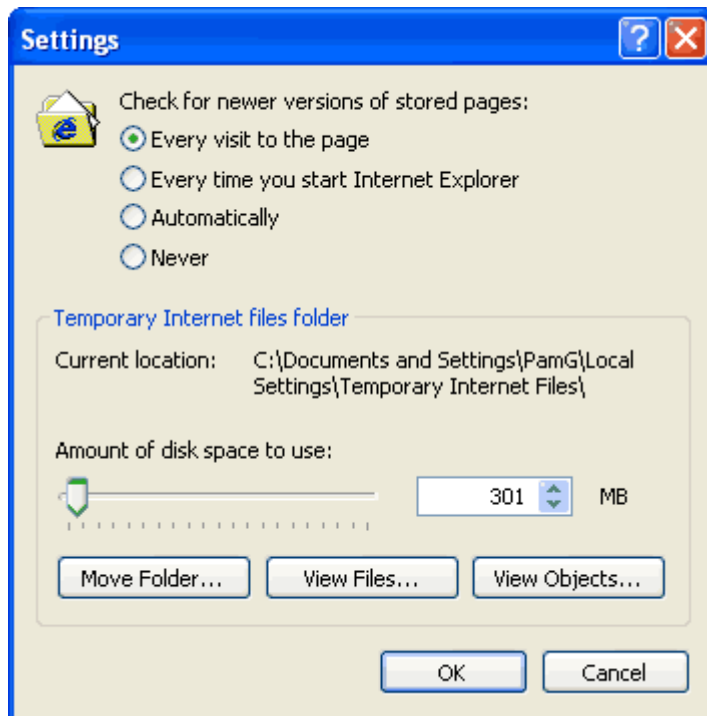 Settings
Check for newer versions of stored pages:
Every visit to the page
Every time you start Internet Explorer
Automatically
Never
Temporary Internet files folder
Current location: C:\Documents and Settings\PamG\Local
Settings\Temporary Internet Files\
Amount of disk space to use:
301 MB
Move Folder... View Files... View Objects...
OK Cancel